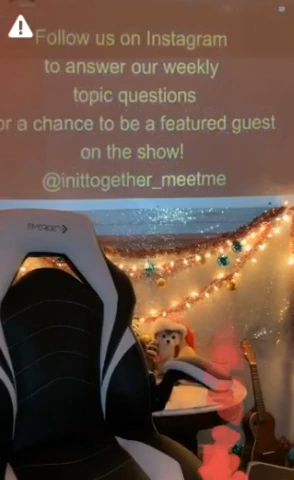 Follow us on Instagram
to answer our weekly
topic questions
or a chance to be a featured guest
on the show!
@inittogether_meetme